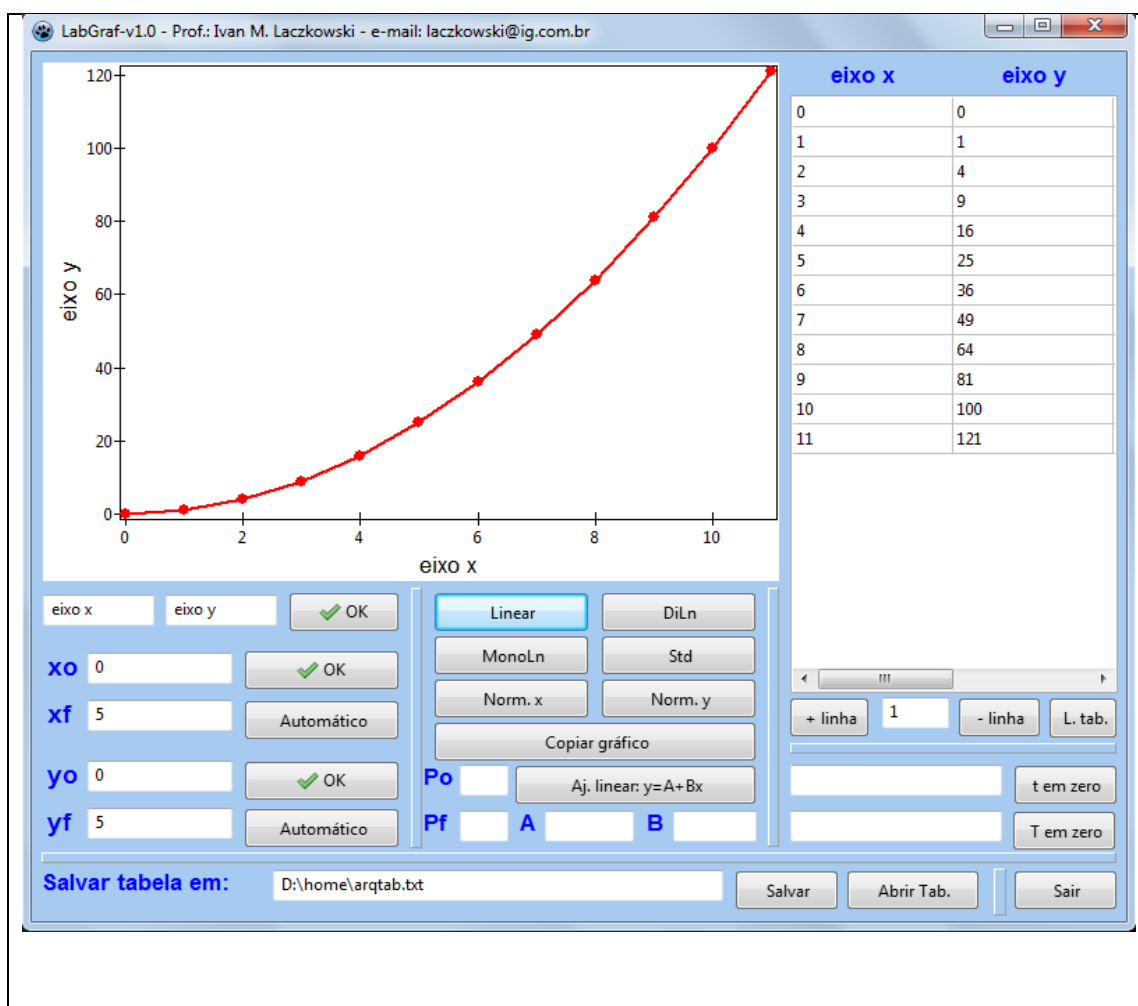 LabGraf-v1.0 - Prof.: Ivan M. Laczkowski - e-mail: laczkowski@ig.com.br
120
100
80
60
40
20
0
eixo y
0 2 4 6 8 10
eixo x
eixo x eixo y
0 0
1 1
2 4
3 9
4 16
5 25
6 36
7 49
8 64
9 81
10 100
11 121
eixo x eixo y OK
xo 0 OK
xf 5 Automático
yo 0 OK
yf 5 Automático
Linear DiLn
MonoLn Std
Norm. x Norm. y
Copiar gráfico
Po Aj. linear: y=A+Bx
Pf A B
+ linha 1 - linha L. tab.
t em zero
T em zero
Salvar tabela em: D:\home\arqtab.txt Salvar Abrir Tab. Sair